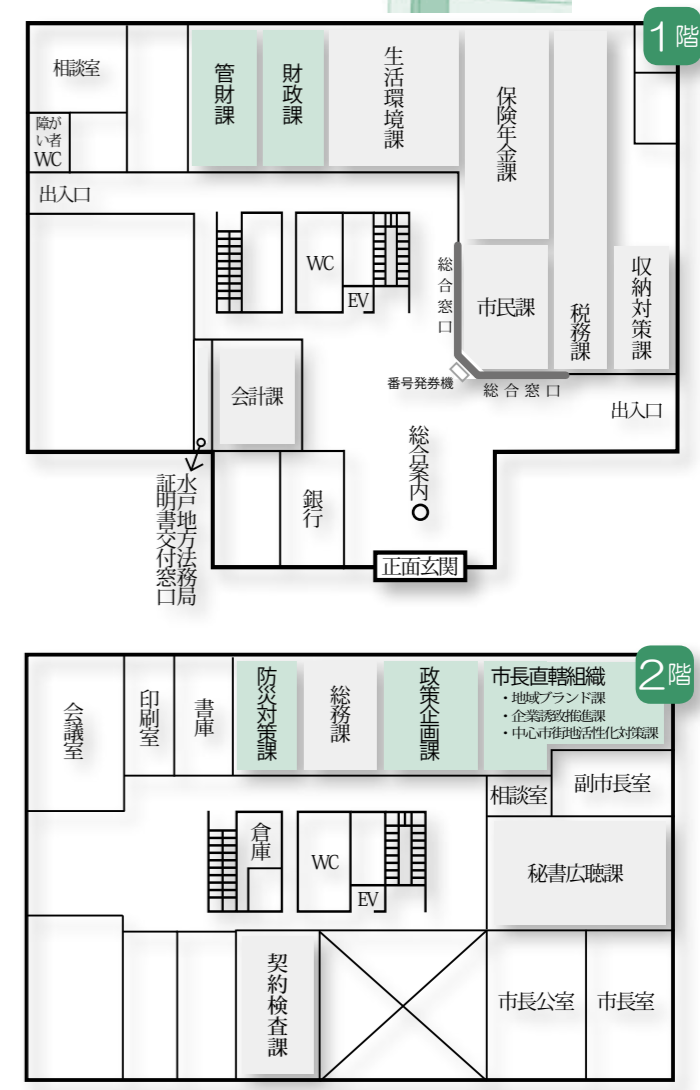 1階
相談室
管財課
財政課
生活環境課
保険年金課
障が
い者
WC
出入口
WC
EV
総合窓口
市民課
税務課
収納対策課
番号発券機
総合窓口
会計課
出入口
総合案内
銀行
水戸地方法務局
証明書交付窓口
正面玄関
2階
会議室
印刷室
書庫
防災対策課
総務課
政策企画課
市長直轄組織
・地域ブランド課
・企業誘致推進課
・中心市街地活性化対策課
相談室
副市長室
倉庫
WC
EV
秘書広聴課
契約検査課
市長公室
市長室